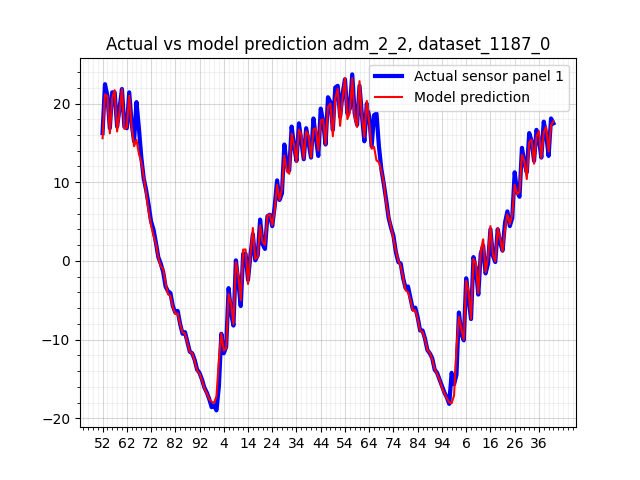 Actual vs model prediction adm_2_2, dataset_1187_0
Actual sensor panel 1
Model prediction
20
10
0
−10
−20
52 62 72 82 92 4 14 24 34 44 54 64 74 84 94 6 16 26 36